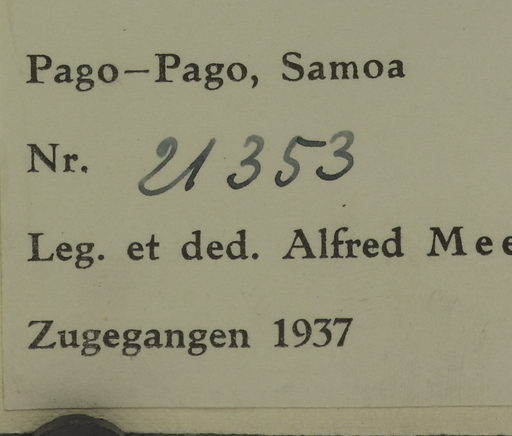 Pago–Pago, Samoa
Nr. 21353
Leg. et ded. Alfred Mee
Zugegangen 1937